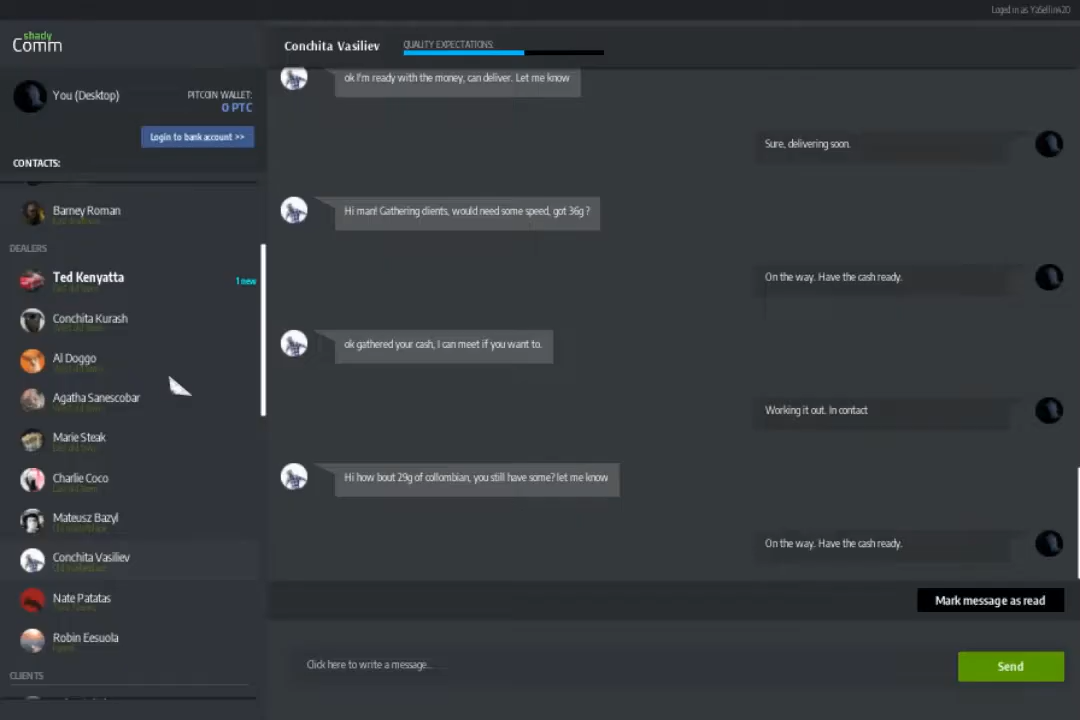 Loged in as YaSellin420
shady
Comm
Conchita Vasiliev
QUALITY EXPECTATIONS:
You (Desktop)
PITCOIN WALLET:
0 PTC
Login to bank account >>
CONTACTS:
Barney Roman
DEALERS
Ted Kenyatta
1 new
Conchita Kurash
Al Doggo
Agatha Sanescobar
Marie Steak
Charlie Coco
Mateusz Bazyl
Conchita Vasiliev
Nate Patatas
Robin Eesuola
CLIENTS
ok I'm ready with the money, can deliver. Let me know
Sure, delivering soon.
Hi man! Gathering clients, would need some speed, got 36g ?
On the way. Have the cash ready.
ok gathered your cash, I can meet if you want to.
Working it out. In contact
Hi how bout 29g of collombian, you still have some? let me know
On the way. Have the cash ready.
Mark message as read
Click here to write a message...
Send